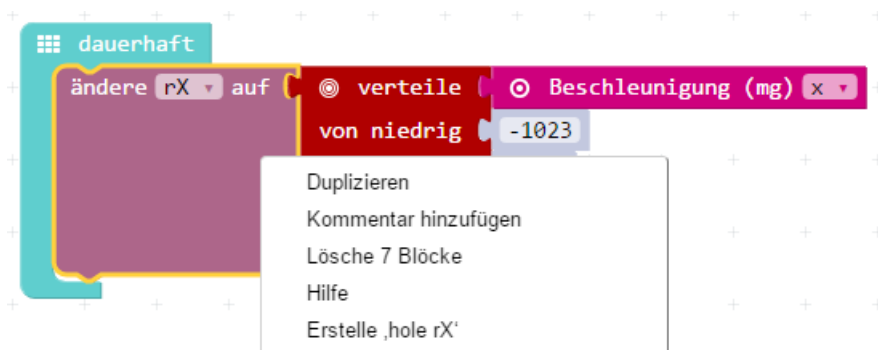 dauerhaft
ändere rX auf verteile Beschleunigung (mg) x
von niedrig -1023
Duplizieren
Kommentar hinzufügen
Lösche 7 Blöcke
Hilfe
Erstelle ‚hole rX‘